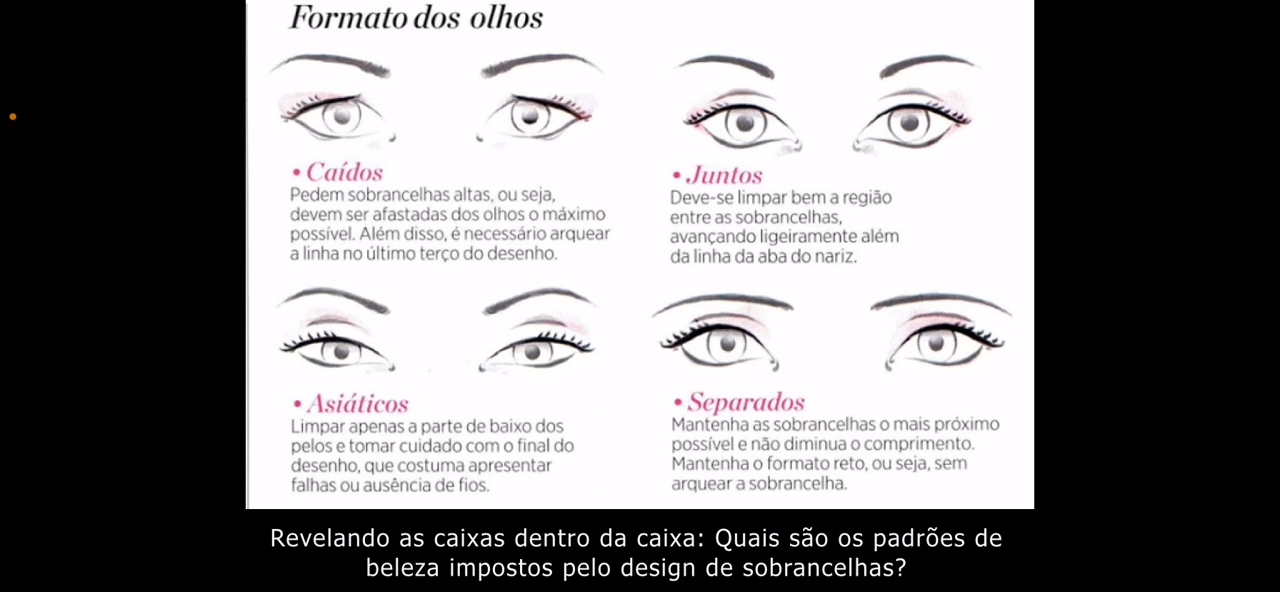 Formato dos olhos
• Caídos
Pedem sobrancelhas altas, ou seja,
devem ser afastadas dos olhos o máximo
possível. Além disso, é necessário arquear
a linha no último terço do desenho.
• Juntos
Deve-se limpar bem a região
entre as sobrancelhas,
avançando ligeiramente além
da linha da aba do nariz.
• Asiáticos
Limpar apenas a parte de baixo dos
pelos e tomar cuidado com o final do
desenho, que costuma apresentar
falhas ou ausência de fios.
• Separados
Mantenha as sobrancelhas o mais próximo
possível e não diminua o comprimento.
Mantenha o formato reto, ou seja, sem
arquear a sobrancelha.
Revelando as caixas dentro da caixa: Quais são os padrões de
beleza impostos pelo design de sobrancelhas?